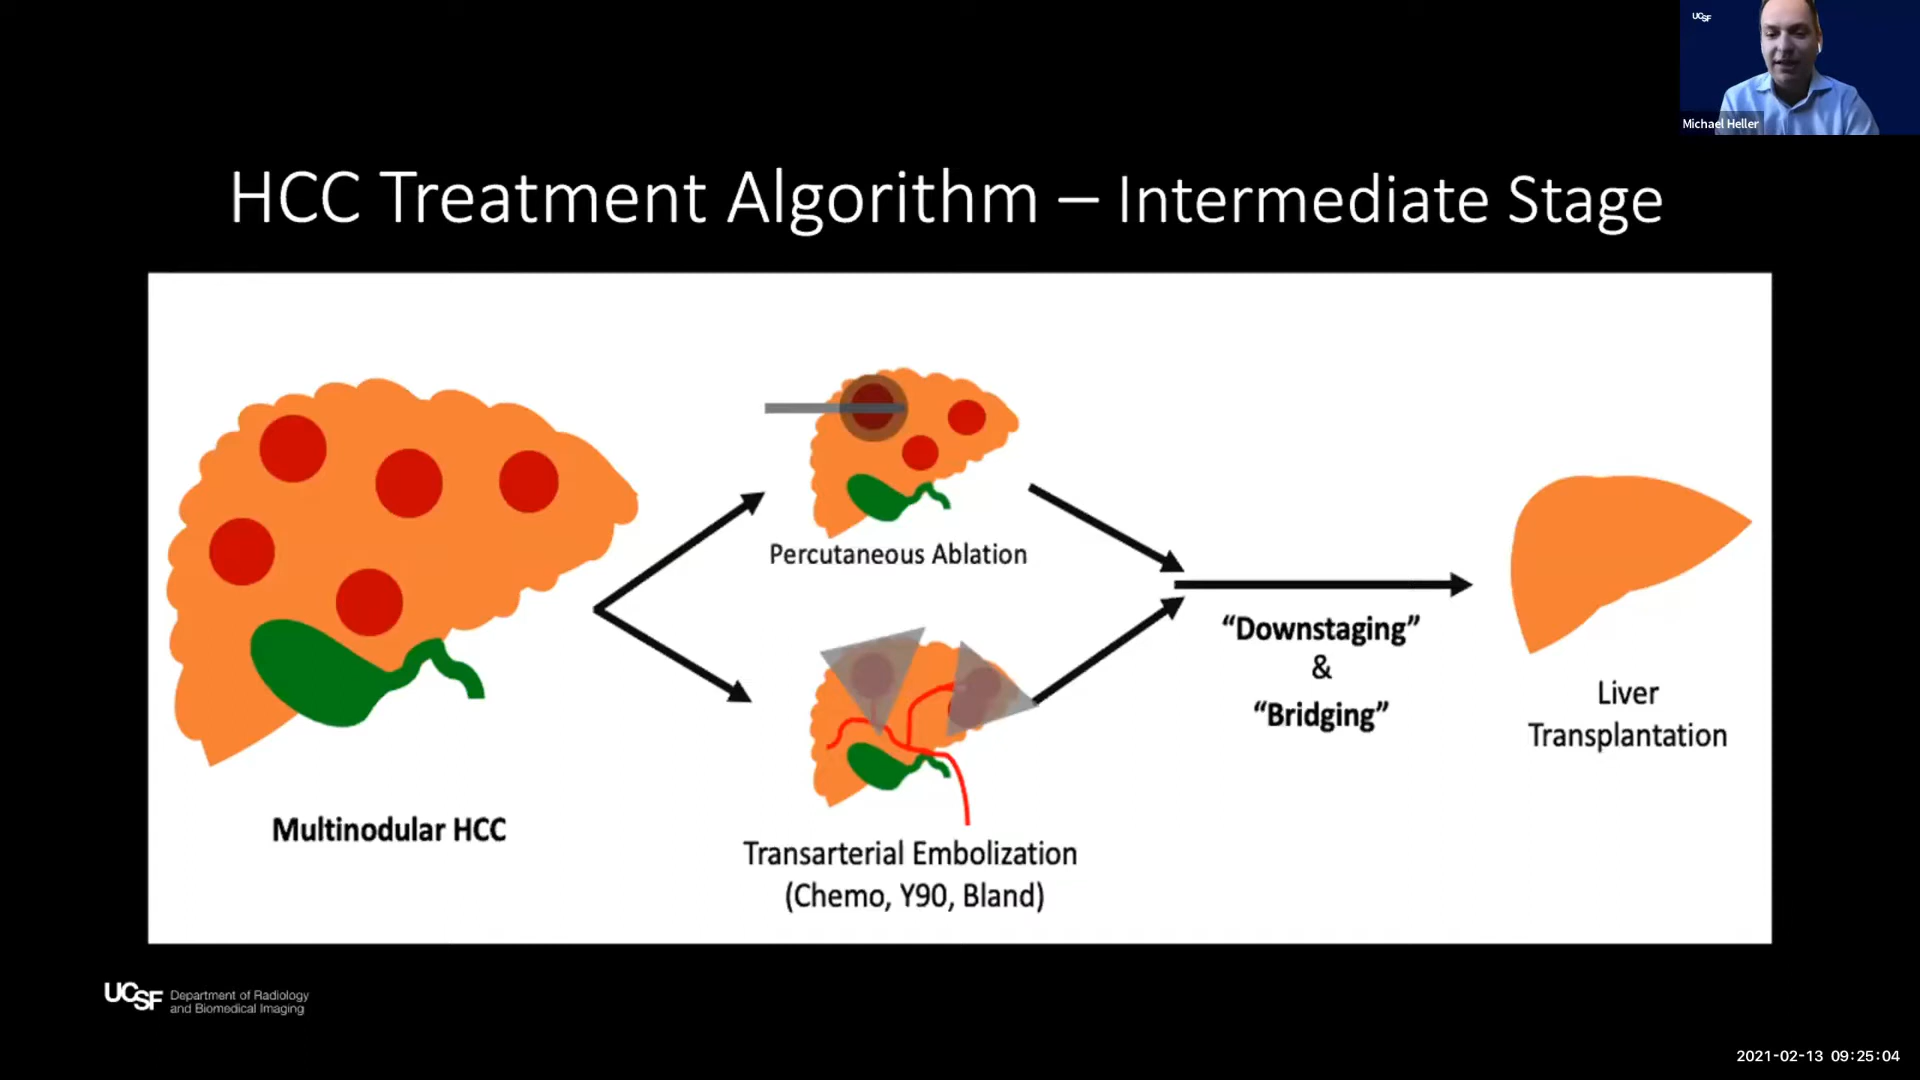 UCSF
Michael Heller
HCC Treatment Algorithm – Intermediate Stage
Percutaneous Ablation
“Downstaging”
&
“Bridging”
Liver
Transplantation
Multinodular HCC
Transarterial Embolization
(Chemo, Y90, Bland)
UCSF Department of Radiology
and Biomedical Imaging
2021-02-13 09:25:04